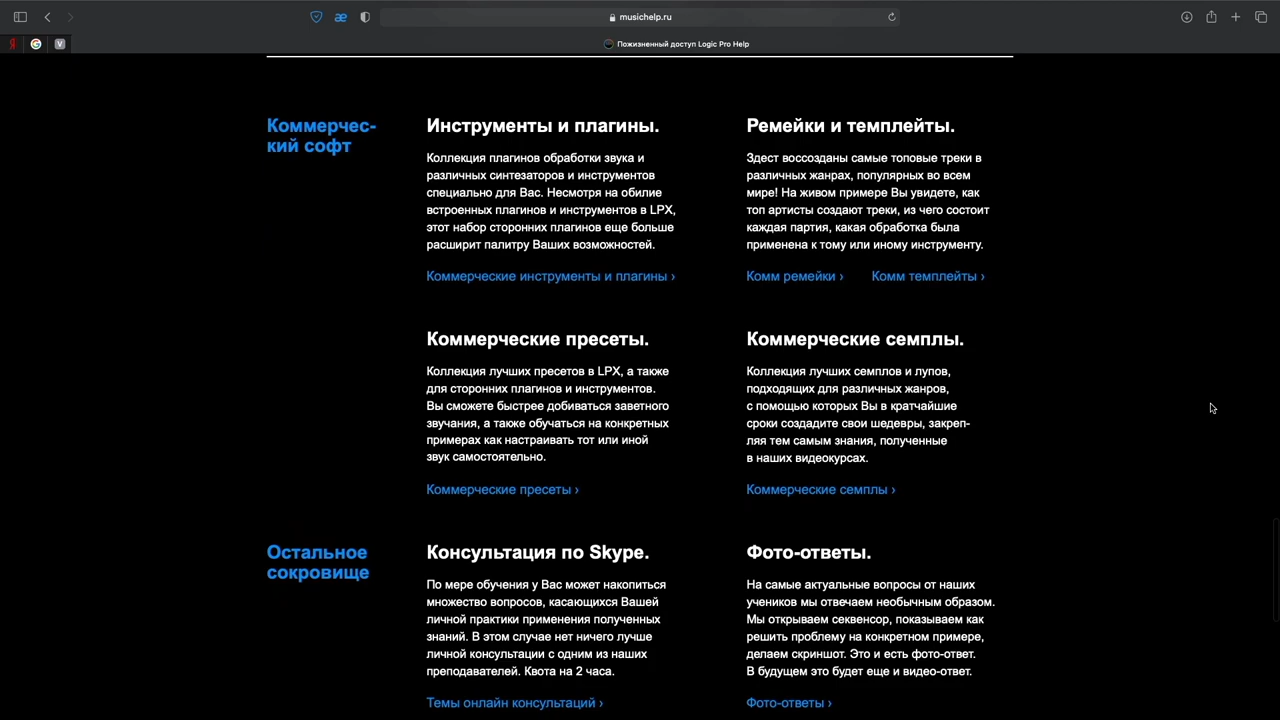 musichelp.ru
Я
G
V
Пожизненный доступ Logic Pro Help
Коммерчес-
кий софт
Инструменты и плагины.
Коллекция плагинов обработки звука и
различных синтезаторов и инструментов
специально для Вас. Несмотря на обилие
встроенных плагинов и инструментов в LPX,
этот набор сторонних плагинов еще больше
расширит палитру Ваших возможностей.
Коммерческие инструменты и плагины ›
Ремейки и темплейты.
Здест воссозданы самые топовые треки в
различных жанрах, популярных во всем
мире! На живом примере Вы увидете, как
топ артисты создают треки, из чего состоит
каждая партия, какая обработка была
применена к тому или иному инструменту.
Комм ремейки › Комм темплейты ›
Коммерческие пресеты.
Коллекция лучших пресетов в LPX, а также
для сторонних плагинов и инструментов.
Вы сможете быстрее добиваться заветного
звучания, а также обучаться на конкретных
примерах как настраивать тот или иной
звук самостоятельно.
Коммерческие пресеты ›
Коммерческие семплы.
Коллекция лучших семплов и лупов,
подходящих для различных жанров,
с помощью которых Вы в кратчайшие
сроки создадите свои шедевры, закреп-
ляя тем самым знания, полученные
в наших видеокурсах.
Коммерческие семплы ›
Остальное
сокровище
Консультация по Skype.
По мере обучения у Вас может накопиться
множество вопросов, касающихся Вашей
личной практики применения полученных
знаний. В этом случае нет ничего лучше
личной консультации с одним из наших
преподавателей. Квота на 2 часа.
Темы онлайн консультаций ›
Фото-ответы.
На самые актуальные вопросы от наших
учеников мы отвечаем необычным образом.
Мы открываем секвенсор, показываем как
решить проблему на конкретном примере,
делаем скриншот. Это и есть фото-ответ.
В будущем это будет еще и видео-ответ.
Фото-ответы ›